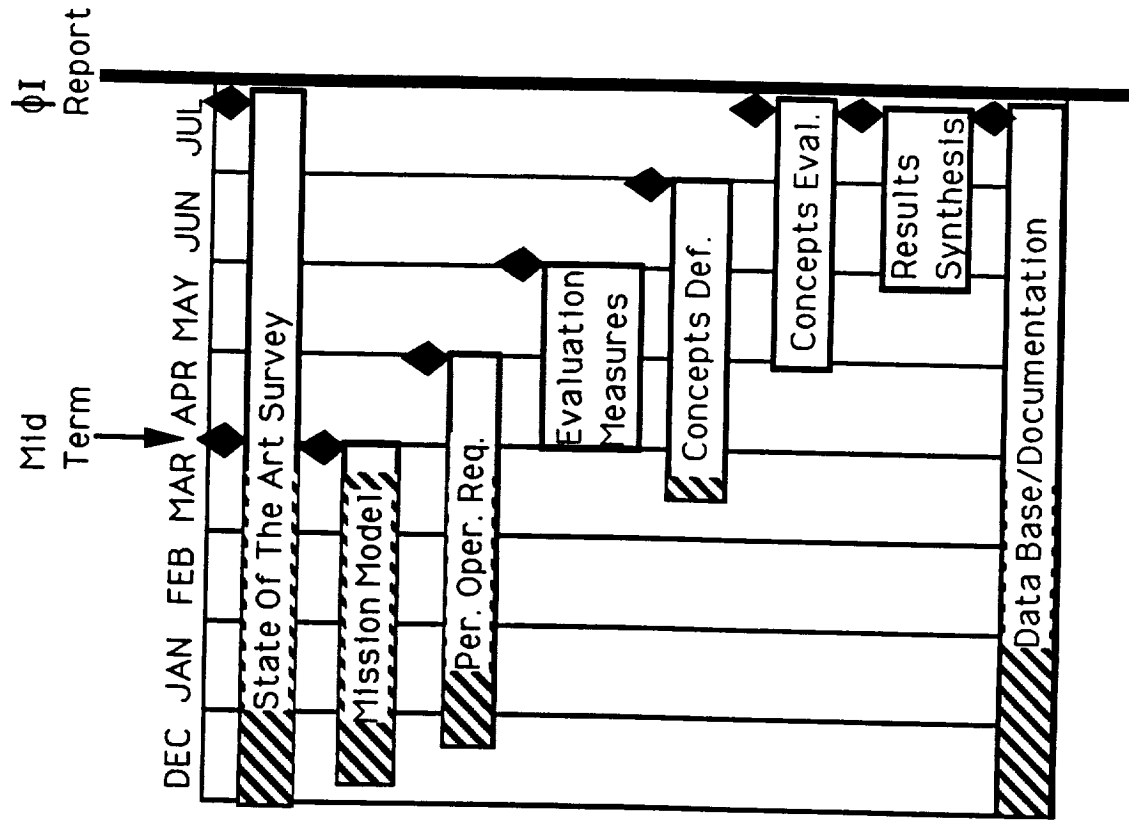 Mid
Term
ΦI
Report
DEC JAN FEB MAR APR MAY JUN JUL
State Of The Art Survey
Mission Model
Per. Oper. Req.
Evaluation
Measures
Concepts Def.
Concepts Eval.
Results
Synthesis
Data Base/Documentation